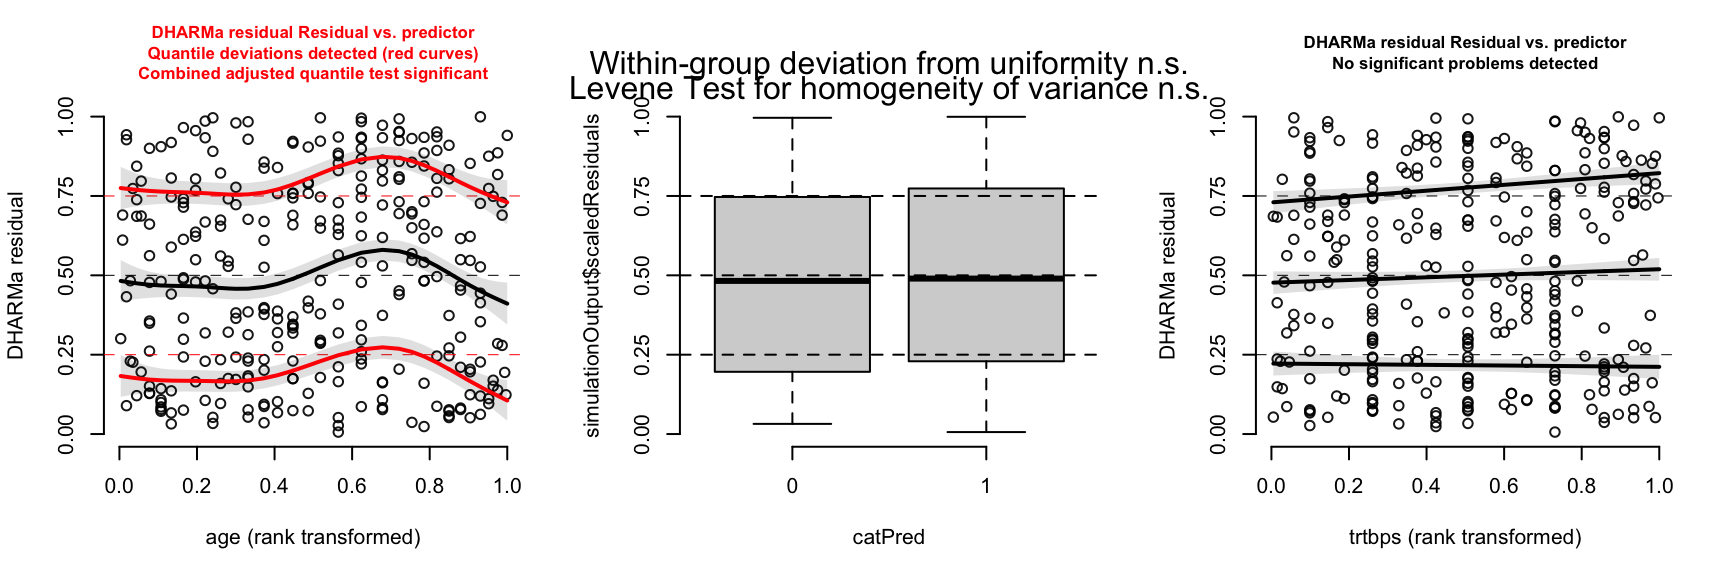 DHARMa residual Residual vs. predictor
Quantile deviations detected (red curves)
Combined adjusted quantile test significant
DHARMa residual
1.00
0.75
0.50
0.25
0.00
0.0 0.2 0.4 0.6 0.8 1.0
age (rank transformed)
Within-group deviation from uniformity n.s.
Levene Test for homogeneity of variance n.s.
simulationOutput$scaledResiduals
1.00
0.75
0.50
0.25
0.00
0 1
catPred
DHARMa residual Residual vs. predictor
No significant problems detected
DHARMa residual
1.00
0.75
0.50
0.25
0.00
0.0 0.2 0.4 0.6 0.8 1.0
trtbps (rank transformed)